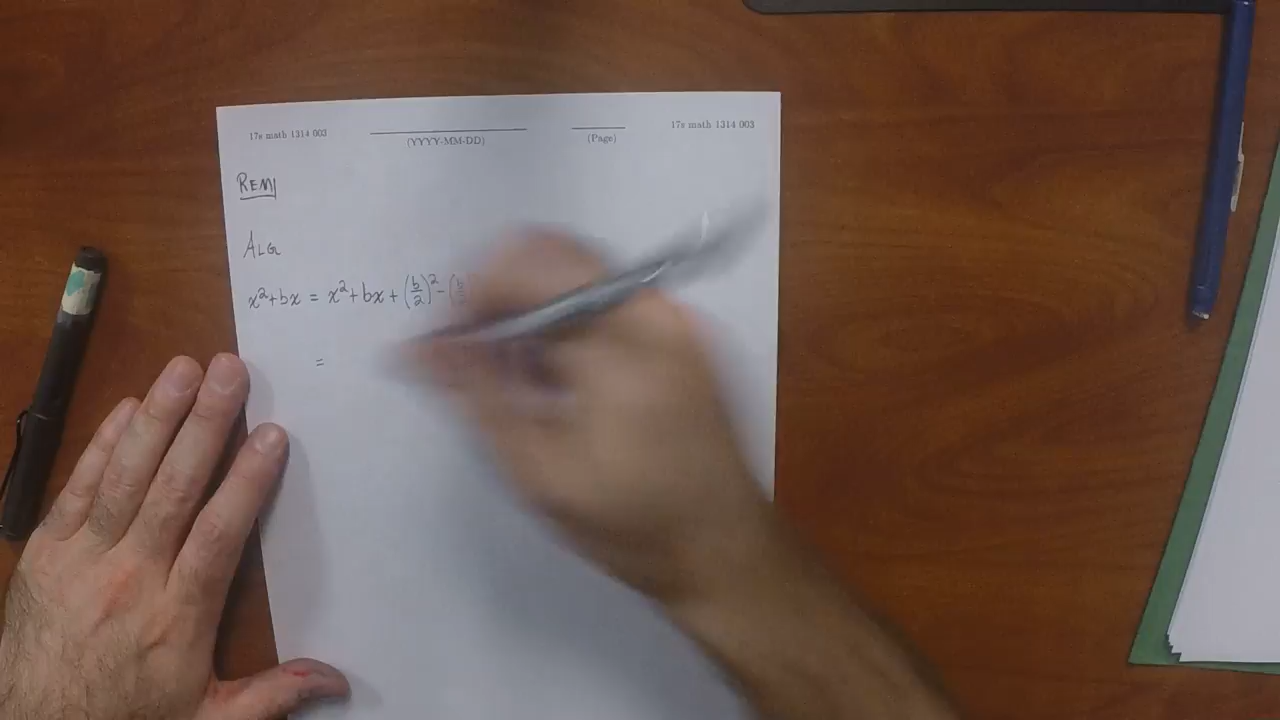 17s math 1314 003 (YYYY-MM-DD) (Page) 17s math 1314 003
REM
ALG
x²+bx = x²+bx+(b/2)²-(b/2)
=